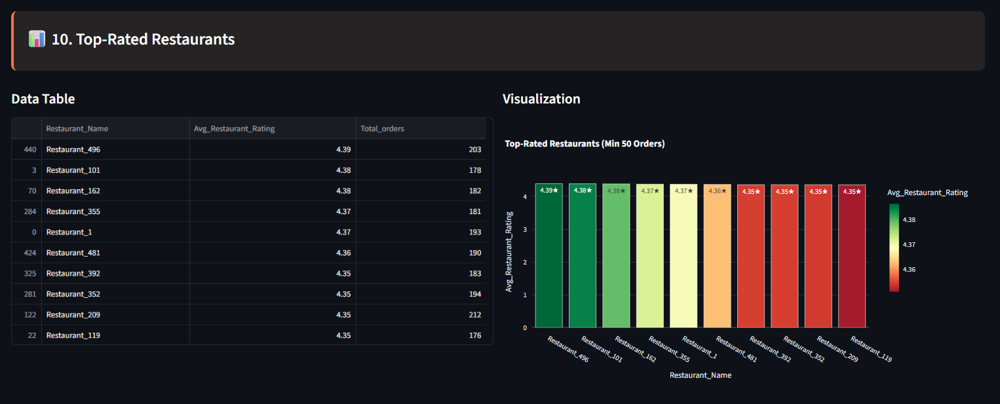 📊 10. Top-Rated Restaurants
Data Table
Restaurant_Name Avg_Restaurant_Rating Total_orders
440 Restaurant_496 4.39 203
3 Restaurant_101 4.38 178
70 Restaurant_162 4.38 182
284 Restaurant_355 4.37 181
0 Restaurant_1 4.37 193
424 Restaurant_481 4.36 190
325 Restaurant_392 4.35 183
281 Restaurant_352 4.35 194
122 Restaurant_209 4.35 212
22 Restaurant_119 4.35 176
Visualization
Top-Rated Restaurants (Min 50 Orders)
4.39★ 4.38★ 4.38★ 4.37★ 4.37★ 4.36★ 4.35★ 4.35★ 4.35★ 4.35★
Avg_Restaurant_Rating
4
3
2
1
0
Restaurant_496 Restaurant_101 Restaurant_162 Restaurant_355 Restaurant_1 Restaurant_481 Restaurant_392 Restaurant_352 Restaurant_209 Restaurant_119
Restaurant_Name
Avg_Restaurant_Rating
4.38
4.37
4.36